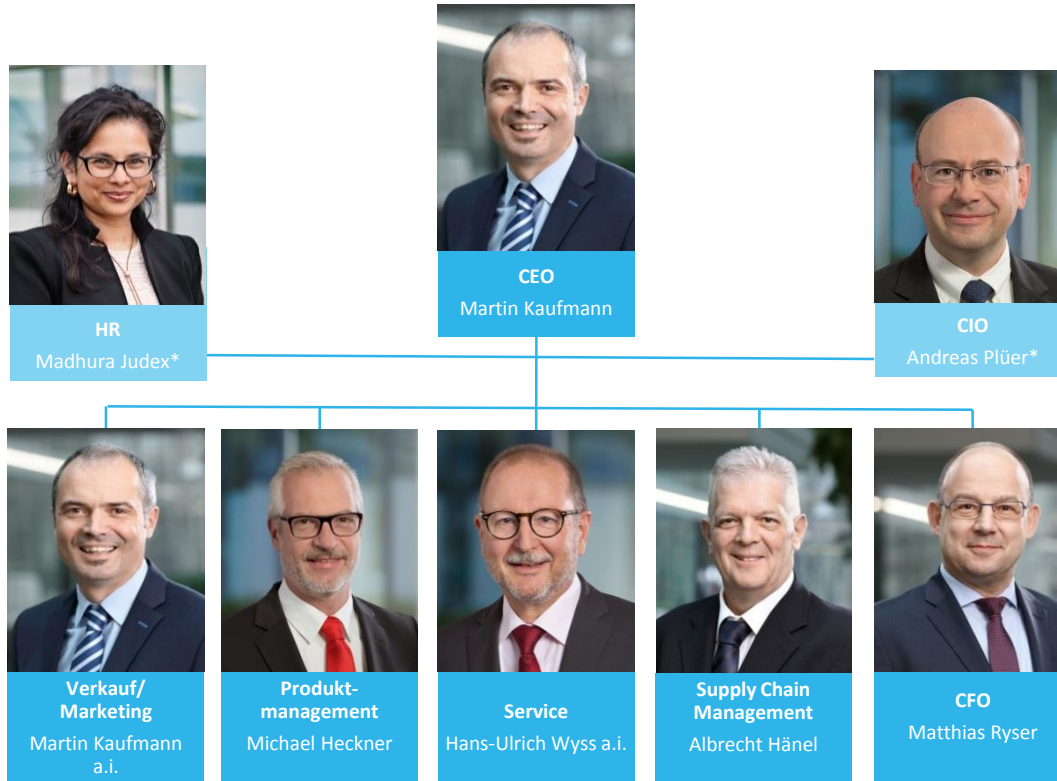 CEO
Martin Kaufmann
HR
Madhura Judex*
CIO
Andreas Plüer*
Verkauf/
Marketing
Martin Kaufmann
a.i.
Produkt-
management
Michael Heckner
Service
Hans-Ulrich Wyss a.i.
Supply Chain
Management
Albrecht Hänel
CFO
Matthias Ryser